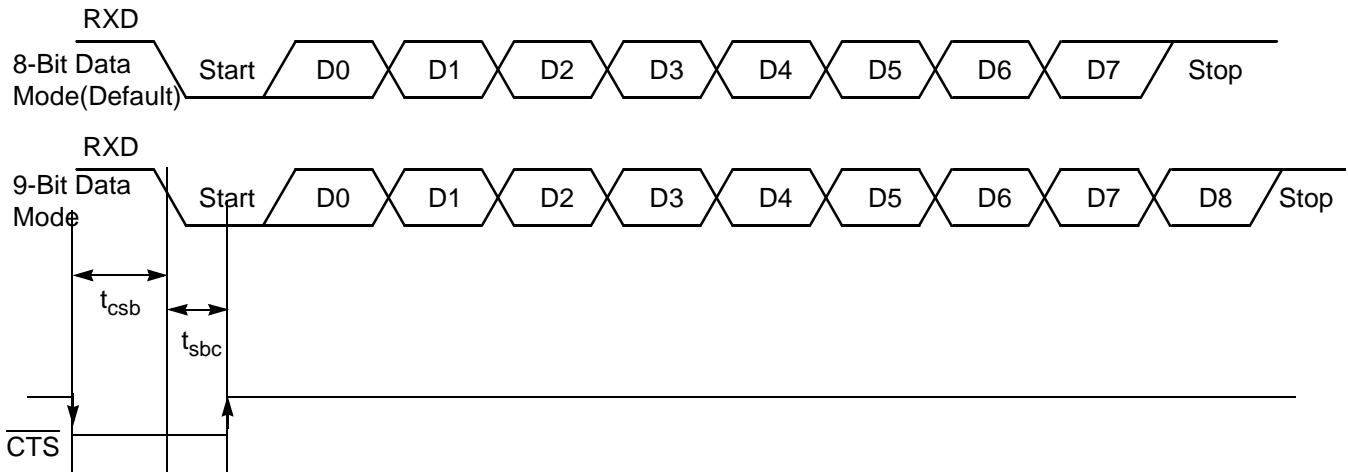 RXD
8-Bit Data
Mode(Default)
Start D0 D1 D2 D3 D4 D5 D6 D7 Stop
RXD
9-Bit Data
Mode
Start D0 D1 D2 D3 D4 D5 D6 D7 D8 Stop
tcsb
tsbc
CTS